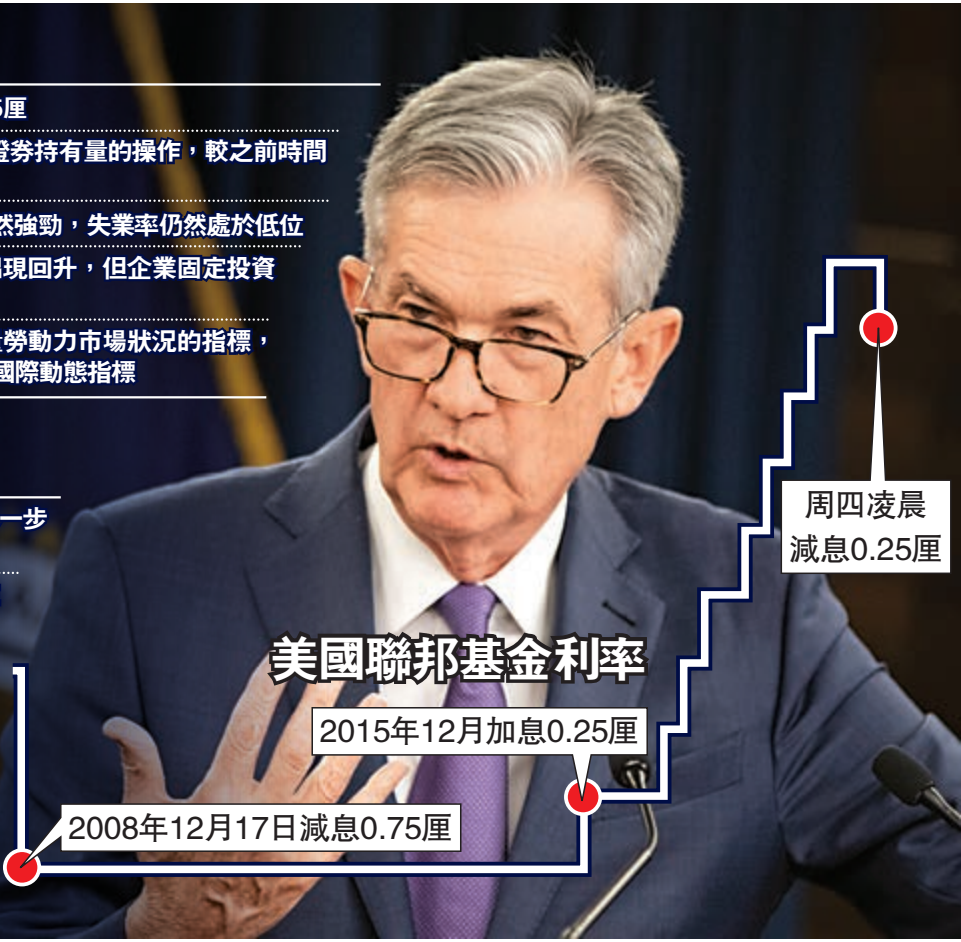 厘
證券持有量的操作，較之前時間
然強勁，失業率仍然處於低位
現回升，但企業固定投資
勞動力市場狀況的指標，
國際動態指標
一步
周四凌晨
減息0.25厘
美國聯邦基金利率
2015年12月加息0.25厘
2008年12月17日減息0.75厘